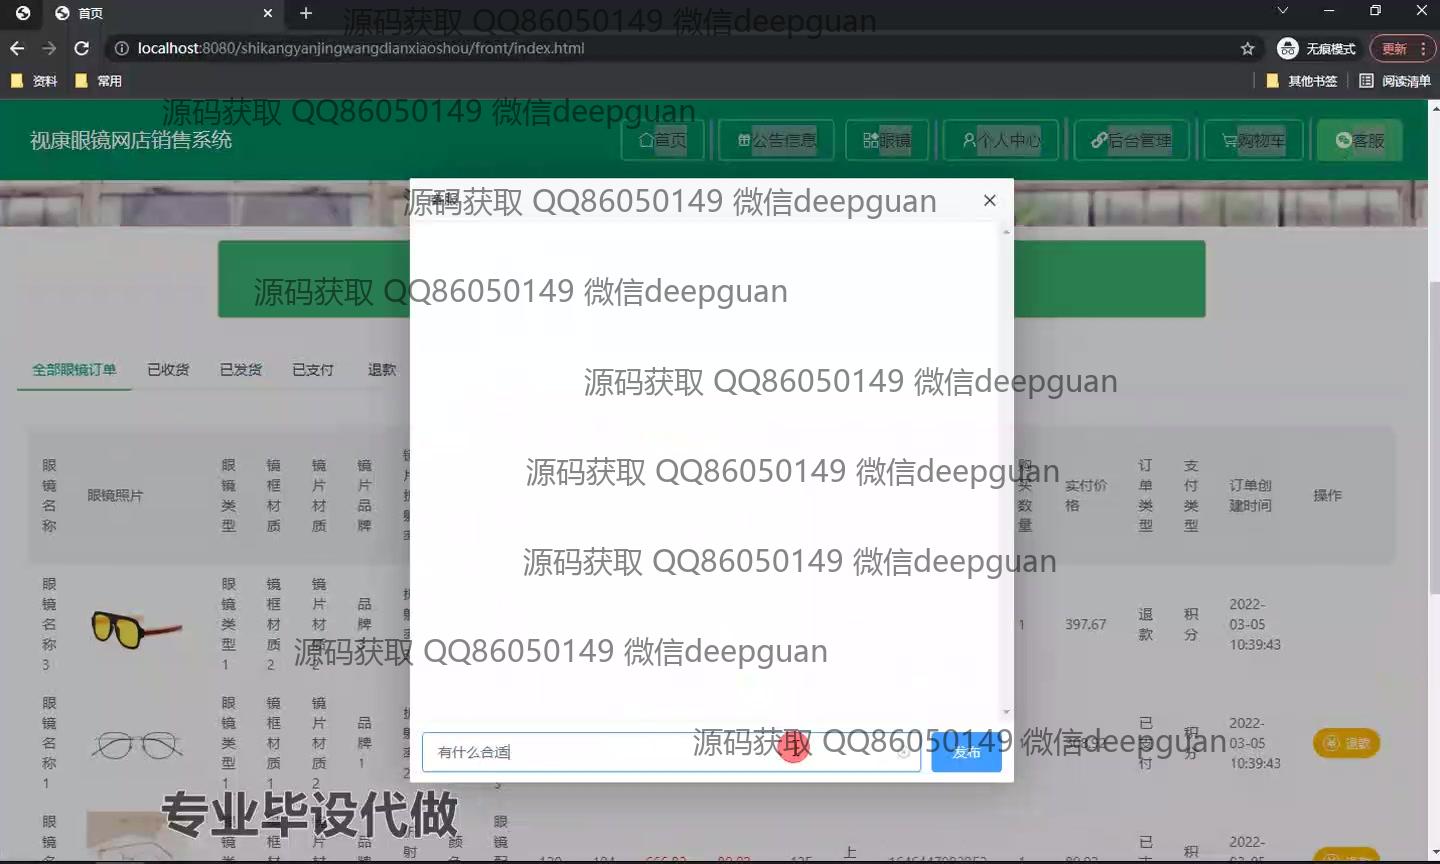 首页
源码获取 QQ86050149 微信deepguan
localhost:8080/shikangyanjingwangdianxiaoshou/front/index.html
无痕模式
更新
资料
常用
其他书签
阅读清单
源码获取 QQ86050149 微信deepguan
视康眼镜网店销售系统
首页
公告信息
眼镜
个人中心
后台管理
购物车
客服
源码获取 QQ86050149 微信deepguan
源码获取 QQ86050149 微信deepguan
全部眼镜订单
已收货
已发货
已支付
退款
源码获取 QQ86050149 微信deepguan
眼镜名称
眼镜照片
眼镜类型
镜框材质
镜片材质
镜片品牌
购买数量
实付价格
订单类型
支付类型
订单创建时间
操作
源码获取 QQ86050149 微信deepguan
源码获取 QQ86050149 微信deepguan
眼镜名称3
眼镜类型1
镜框材质2
镜片材质2
品牌
1
397.67
退款
积分
2022-03-05 10:39:43
源码获取 QQ86050149 微信deepguan
眼镜名称1
眼镜类型1
镜框材质1
镜片材质2
品牌1
已支付
积分
2022-03-05 10:39:43
退款
源码获取 QQ86050149 微信deepguan
有什么合适
发布
专业毕设代做